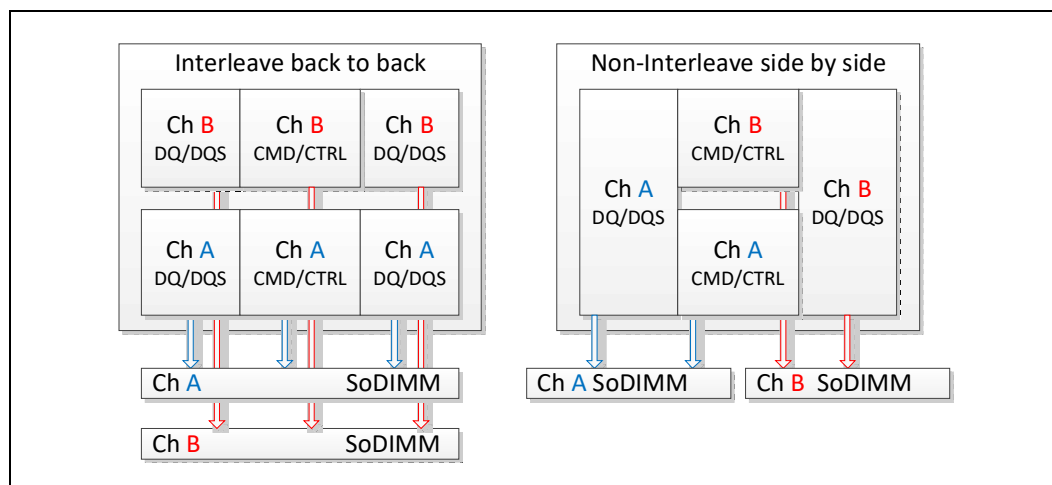 Interleave back to back
Ch B
DQ/DQS
Ch B
CMD/CTRL
Ch B
DQ/DQS
Ch A
DQ/DQS
Ch A
CMD/CTRL
Ch A
DQ/DQS
Ch A SoDIMM
Ch B SoDIMM
Non-Interleave side by side
Ch A
DQ/DQS
Ch B
CMD/CTRL
Ch A
CMD/CTRL
Ch B
DQ/DQS
Ch A SoDIMM
Ch B SoDIMM